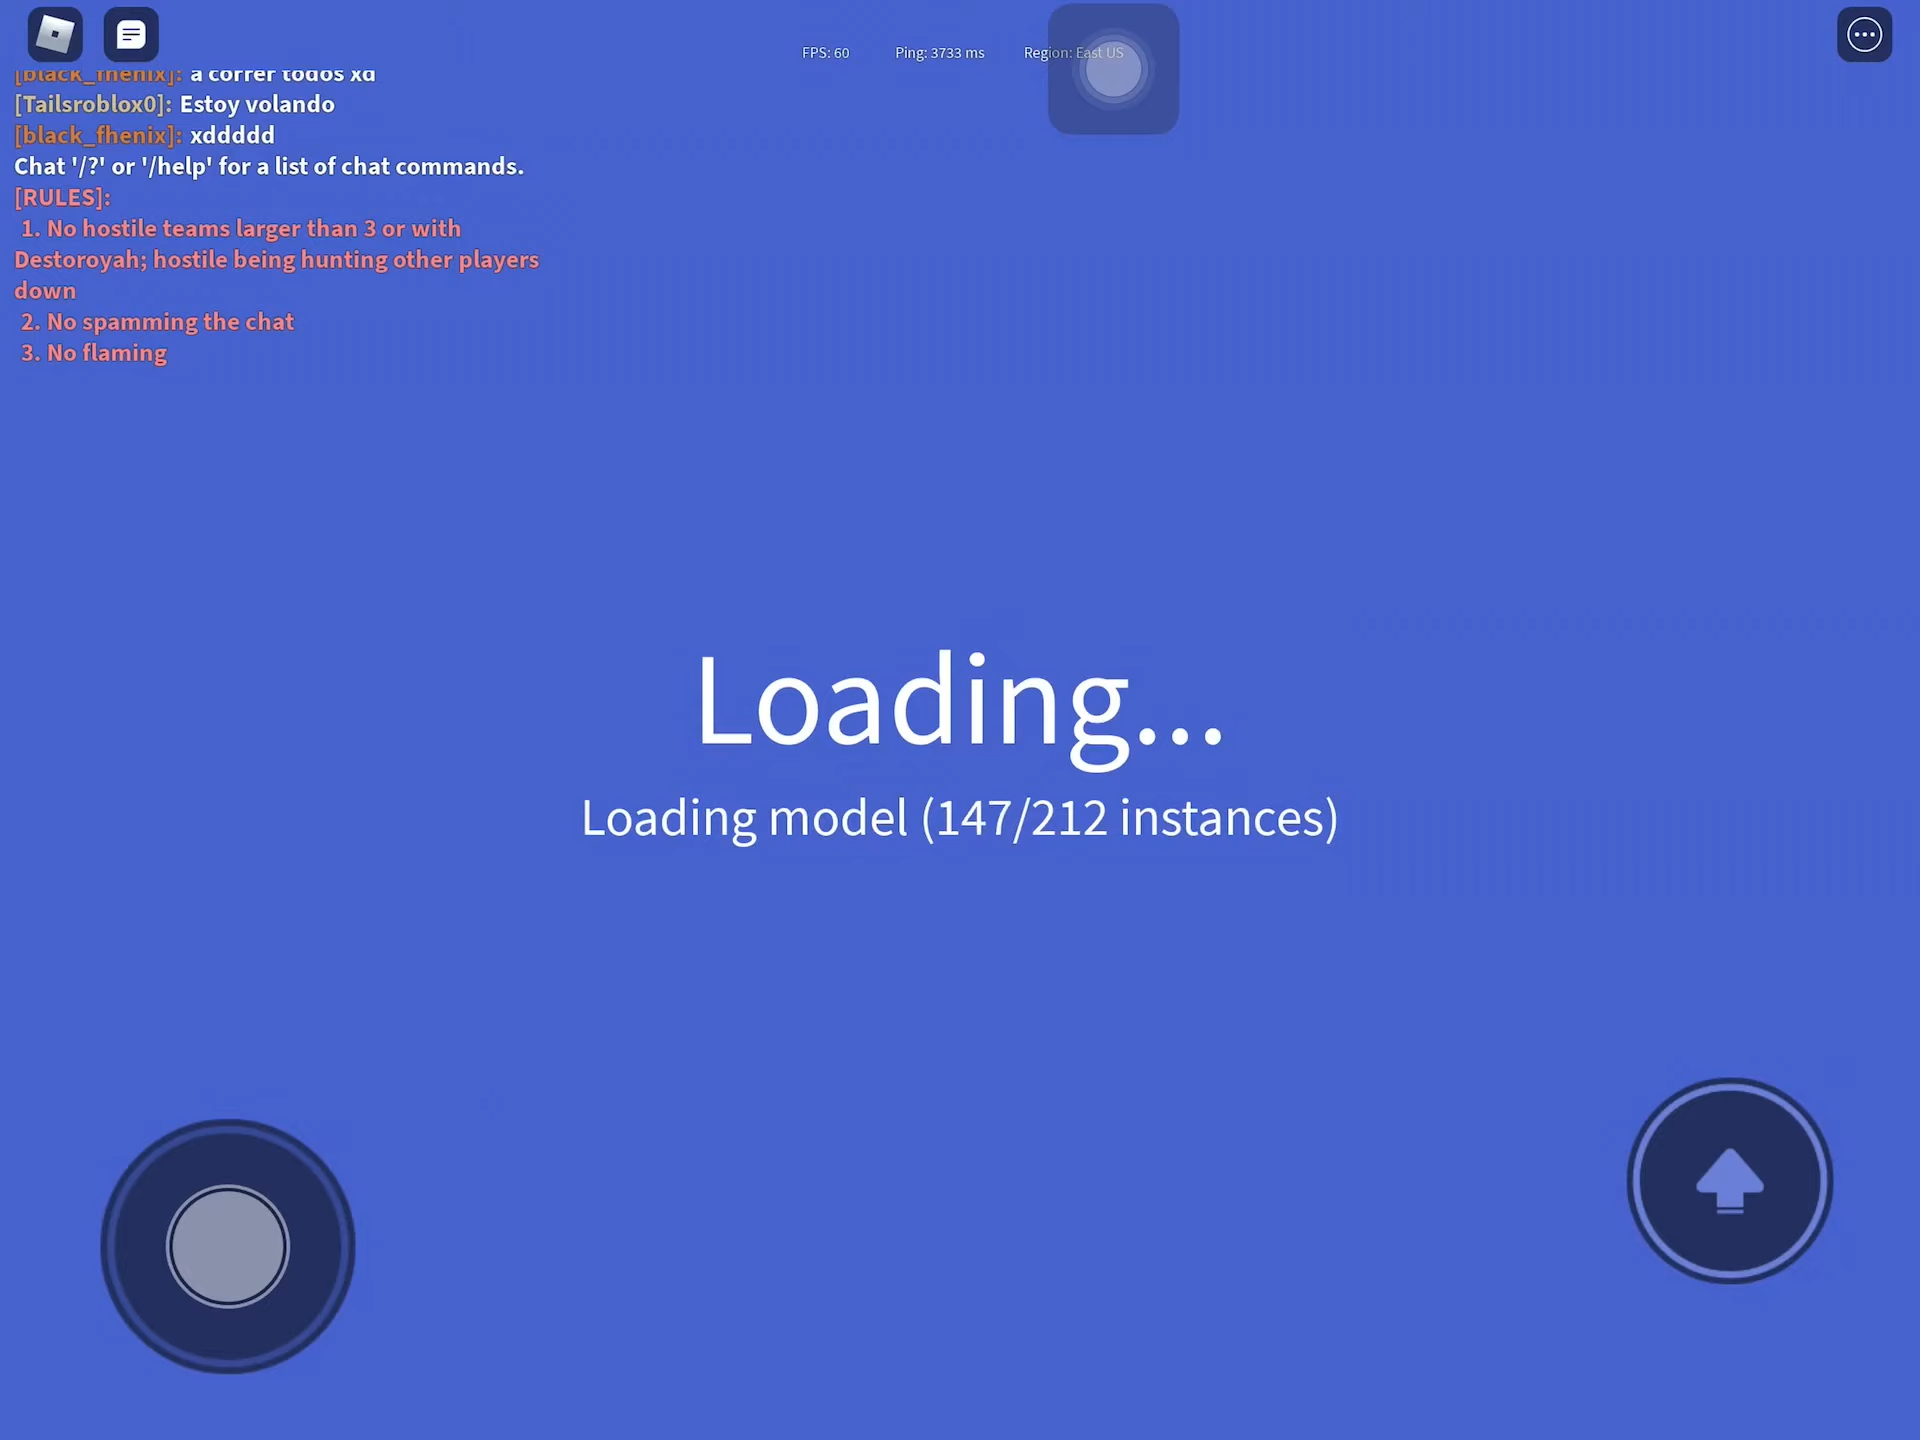 FPS: 60 Ping: 3733 ms Region: East US
[black_fhenix]: a correr todos xd
[Tailsroblox0]: Estoy volando
[black_fhenix]: xddddd
Chat '/?' or '/help' for a list of chat commands.
[RULES]:
1. No hostile teams larger than 3 or with
Destoroyah; hostile being hunting other players
down
2. No spamming the chat
3. No flaming
Loading...
Loading model (147/212 instances)